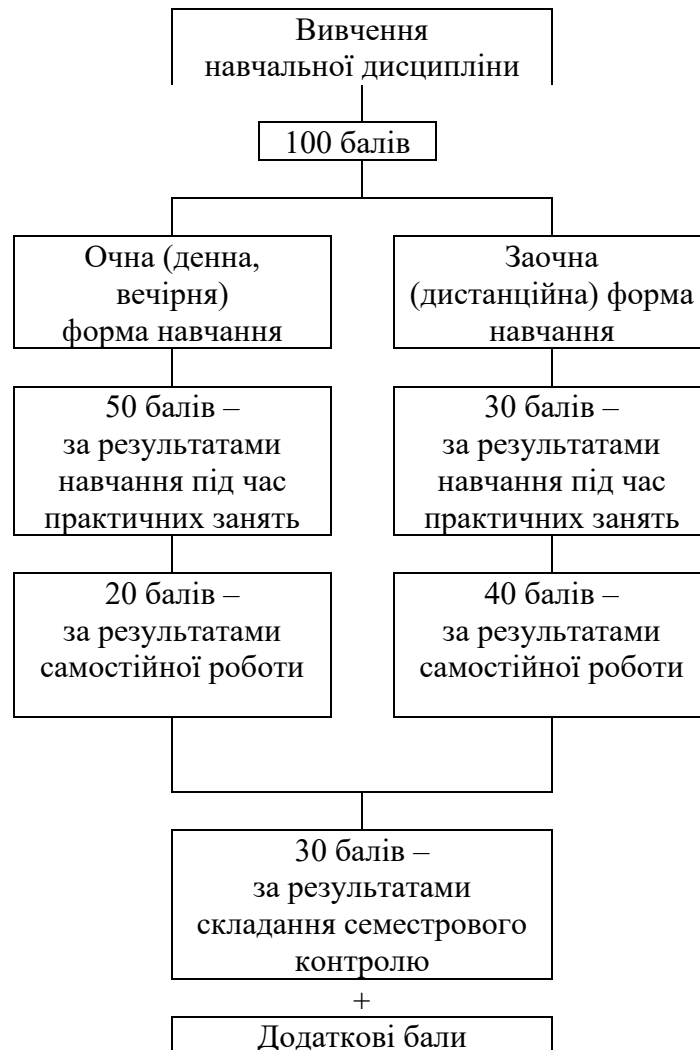 Вивчення
навчальної дисципліни
100 балів
Очна (денна,
вечірня)
форма навчання
Заочна
(дистанційна) форма
навчання
50 балів –
за результатами
навчання під час
практичних занять
30 балів –
за результатами
навчання під час
практичних занять
20 балів –
за результатами
самостійної роботи
40 балів –
за результатами
самостійної роботи
30 балів –
за результатами
складання семестрового
контролю
+
Додаткові бали